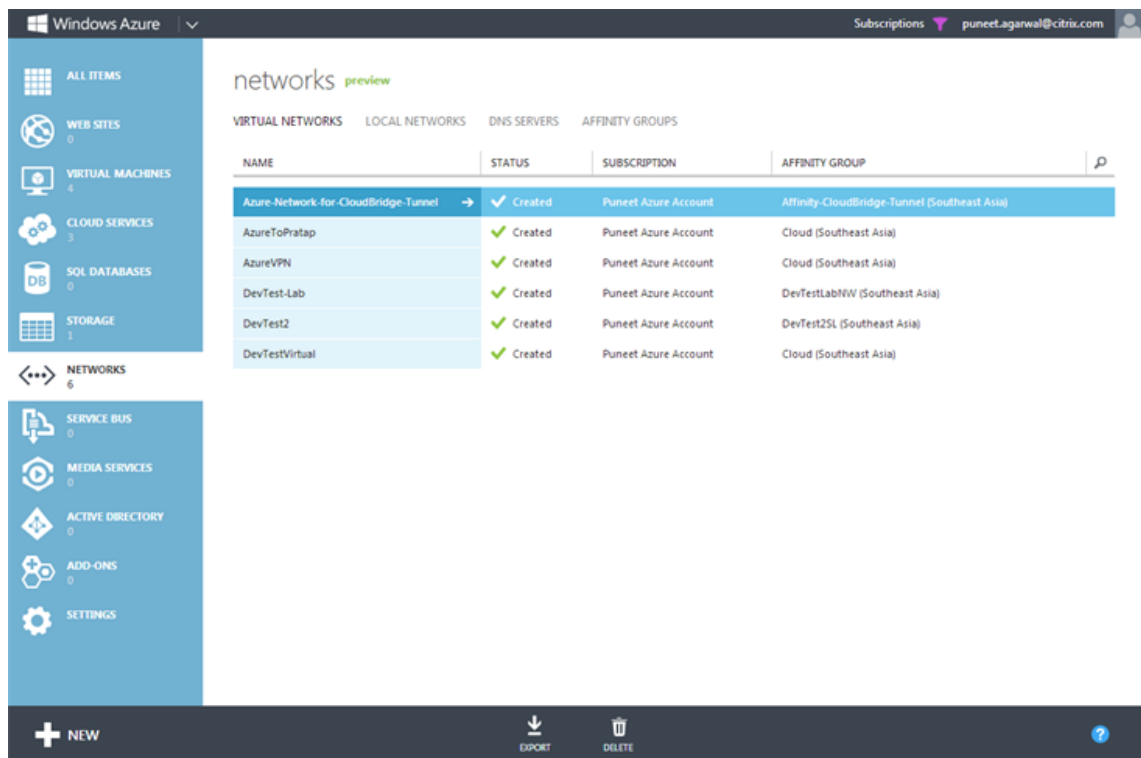 Windows Azure
Subscriptions puneet.agarwal@citrix.com
ALL ITEMS
WEB SITES
0
VIRTUAL MACHINES
4
CLOUD SERVICES
3
DB SQL DATABASES
0
STORAGE
1
NETWORKS
6
SERVICE BUS
0
MEDIA SERVICES
0
ACTIVE DIRECTORY
0
ADD-ONS
0
SETTINGS
networks preview
VIRTUAL NETWORKS LOCAL NETWORKS DNS SERVERS AFFINITY GROUPS
NAME STATUS SUBSCRIPTION AFFINITY GROUP
Azure-Network-for-CloudBridge-Tunnel Created Puneet Azure Account Affinity-CloudBridge-Tunnel (Southeast Asia)
AzureToPratap Created Puneet Azure Account Cloud (Southeast Asia)
AzureVPN Created Puneet Azure Account Cloud (Southeast Asia)
DevTest-Lab Created Puneet Azure Account DevTestLabNW (Southeast Asia)
DevTest2 Created Puneet Azure Account DevTest2SL (Southeast Asia)
DevTestVirtual Created Puneet Azure Account Cloud (Southeast Asia)
NEW EXPORT DELETE ?